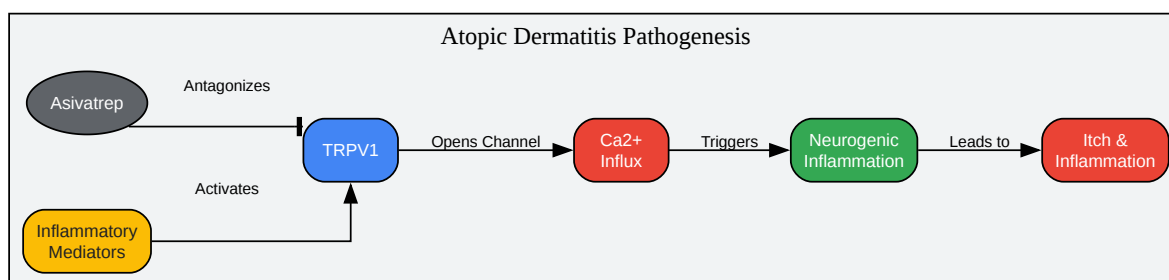 Atopic Dermatitis Pathogenesis
Asivatrep
Antagonizes
TRPV1
Opens Channel
Ca2+
Influx
Triggers
Neurogenic
Inflammation
Leads to
Itch &
Inflammation
Activates
Inflammatory
Mediators